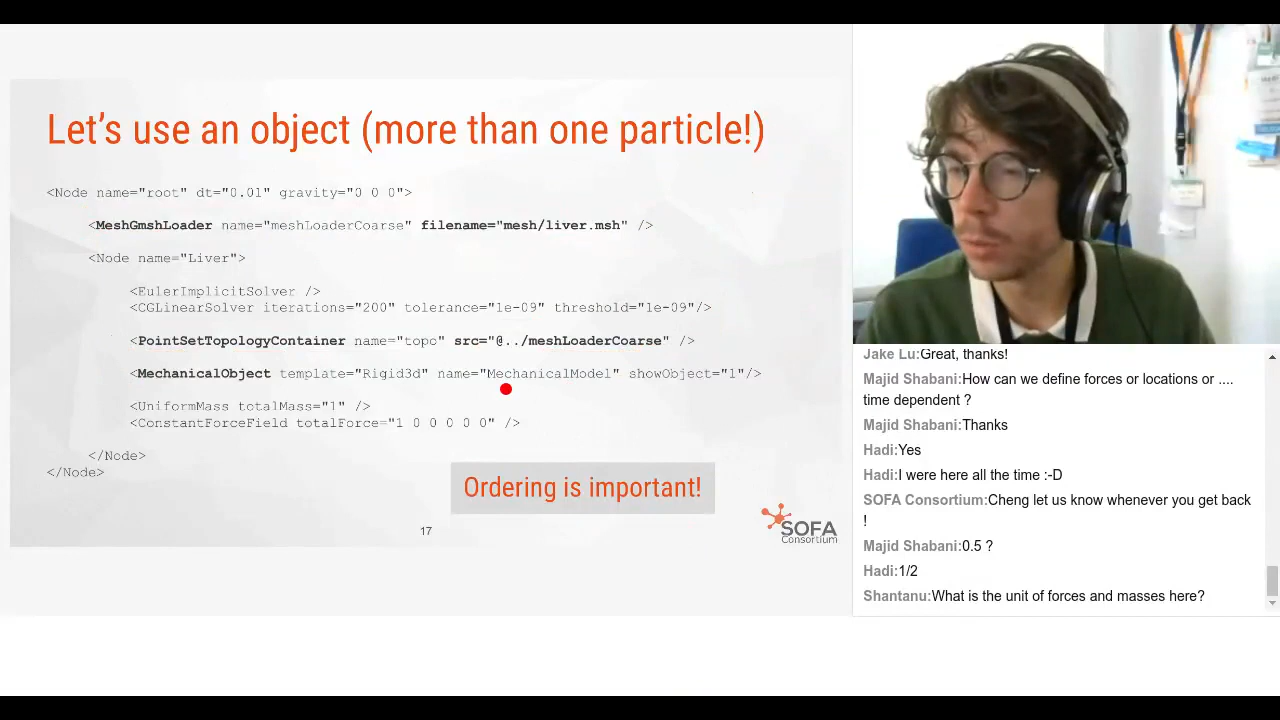 Let's use an object (more than one particle!)
<Node name="root" dt="0.01" gravity="0 0 0">
<MeshGmshLoader name="meshLoaderCoarse" filename="mesh/liver.msh" />
<Node name="Liver">
<EulerImplicitSolver />
<CGLinearSolver iterations="200" tolerance="1e-09" threshold="1e-09"/>
<PointSetTopologyContainer name="topo" src="@../meshLoaderCoarse" />
<MechanicalObject template="Rigid3d" name="MechanicalModel" showObject="1"/>
<UniformMass totalMass="1" />
<ConstantForceField totalForce="1 0 0 0 0 0" />
</Node>
</Node>
Ordering is important!
17
SOFA
Consortium
Jake Lu:Great, thanks!
Majid Shabani:How can we define forces or locations or ....
time dependent ?
Majid Shabani:Thanks
Hadi:Yes
Hadi:I were here all the time :-D
SOFA Consortium:Cheng let us know whenever you get back
!
Majid Shabani:0.5 ?
Hadi:1/2
Shantanu:What is the unit of forces and masses here?